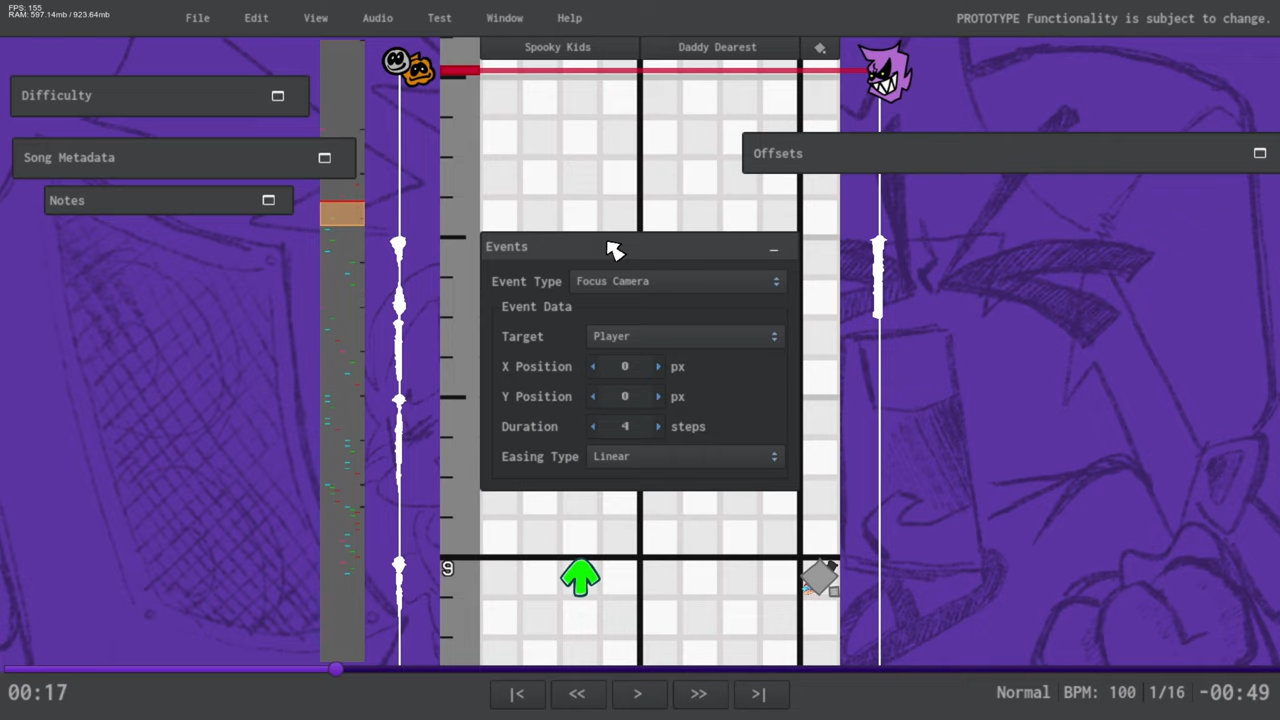 FPS: 155
RAM: 597.14mb / 923.64mb
File Edit View Audio Test Window Help
PROTOTYPE Functionality is subject to change.
Spooky Kids
Daddy Dearest
Difficulty
Song Metadata
Notes
Offsets
Events
Event Type Focus Camera
Event Data
Target Player
X Position 0 px
Y Position 0 px
Duration 4 steps
Easing Type Linear
9
00:17
|< << > >> >|
Normal BPM: 100 1/16 -00:49